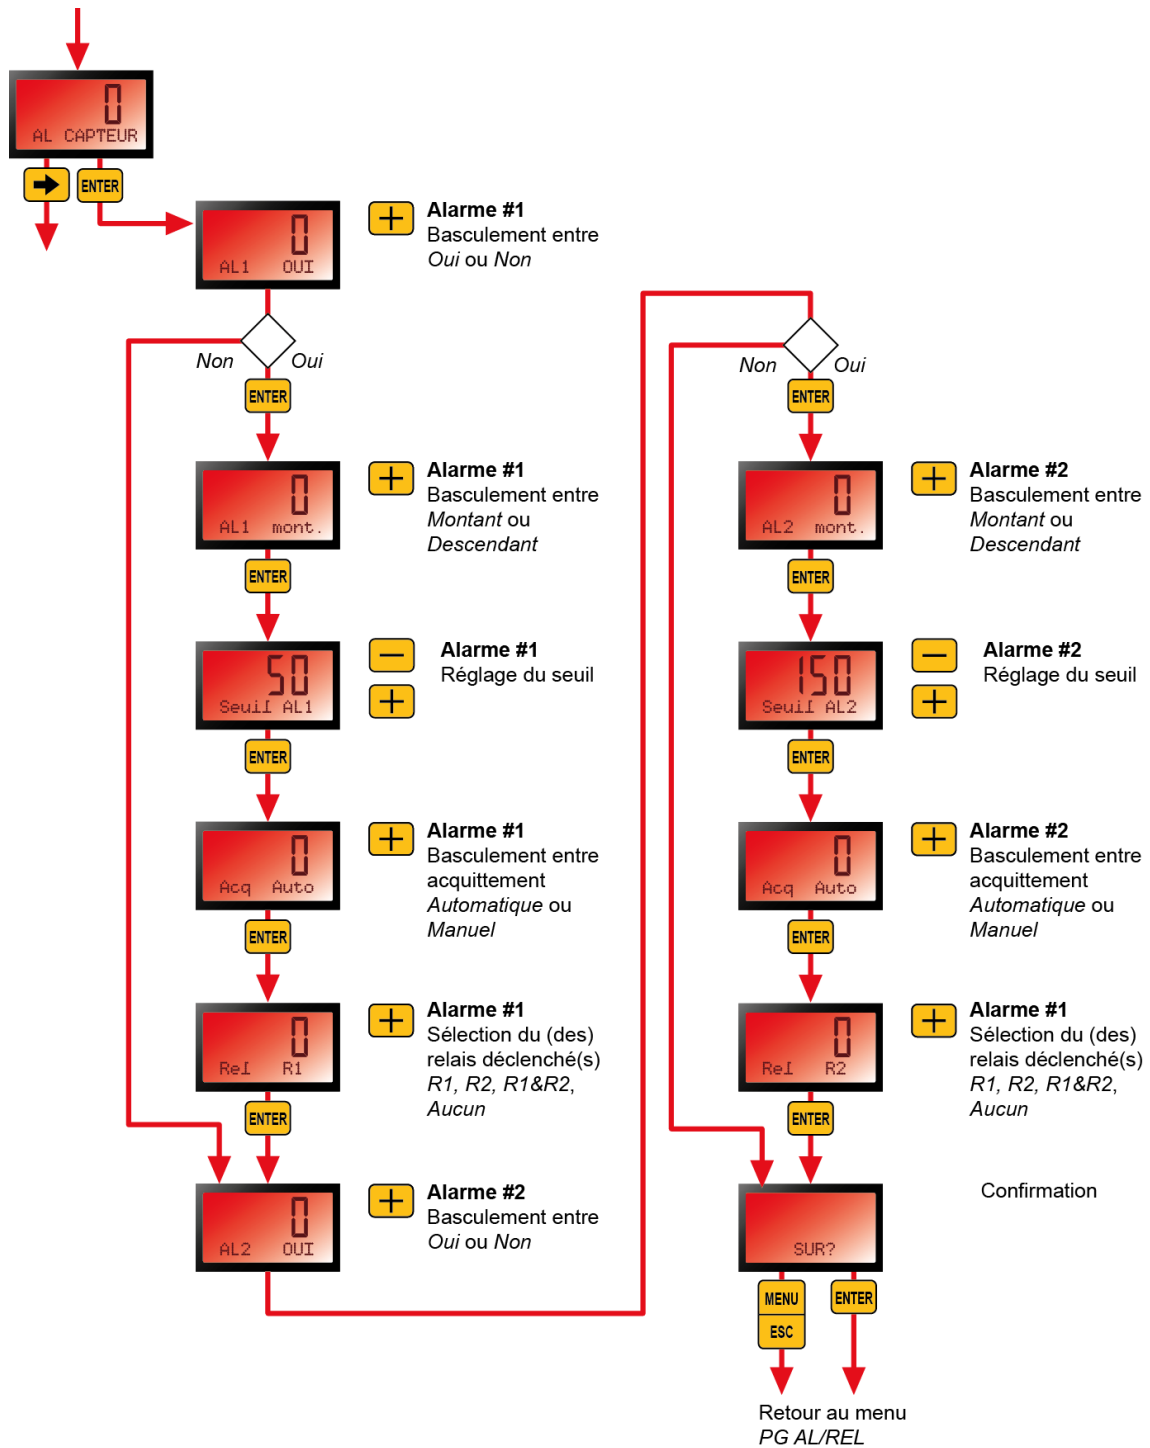 0
AL CAPTEUR
ENTER
0
AL1 OUI
Alarme #1
Basculement entre
Oui ou Non
Non
Oui
ENTER
0
AL1 mont.
Alarme #1
Basculement entre
Montant ou
Descendant
ENTER
50
Seuil AL1
Alarme #1
Réglage du seuil
ENTER
0
Acq Auto
Alarme #1
Basculement entre
acquittement
Automatique ou
Manuel
ENTER
0
Rel R1
Alarme #1
Sélection du (des)
relais déclenché(s)
R1, R2, R1&R2,
Aucun
ENTER
0
AL2 OUI
Alarme #2
Basculement entre
Oui ou Non
Non
Oui
ENTER
0
AL2 mont.
Alarme #2
Basculement entre
Montant ou
Descendant
ENTER
150
Seuil AL2
Alarme #2
Réglage du seuil
ENTER
0
Acq Auto
Alarme #2
Basculement entre
acquittement
Automatique ou
Manuel
ENTER
0
Rel R2
Alarme #1
Sélection du (des)
relais déclenché(s)
R1, R2, R1&R2,
Aucun
ENTER
SUR?
Confirmation
MENU
ESC
ENTER
Retour au menu
PG AL/REL